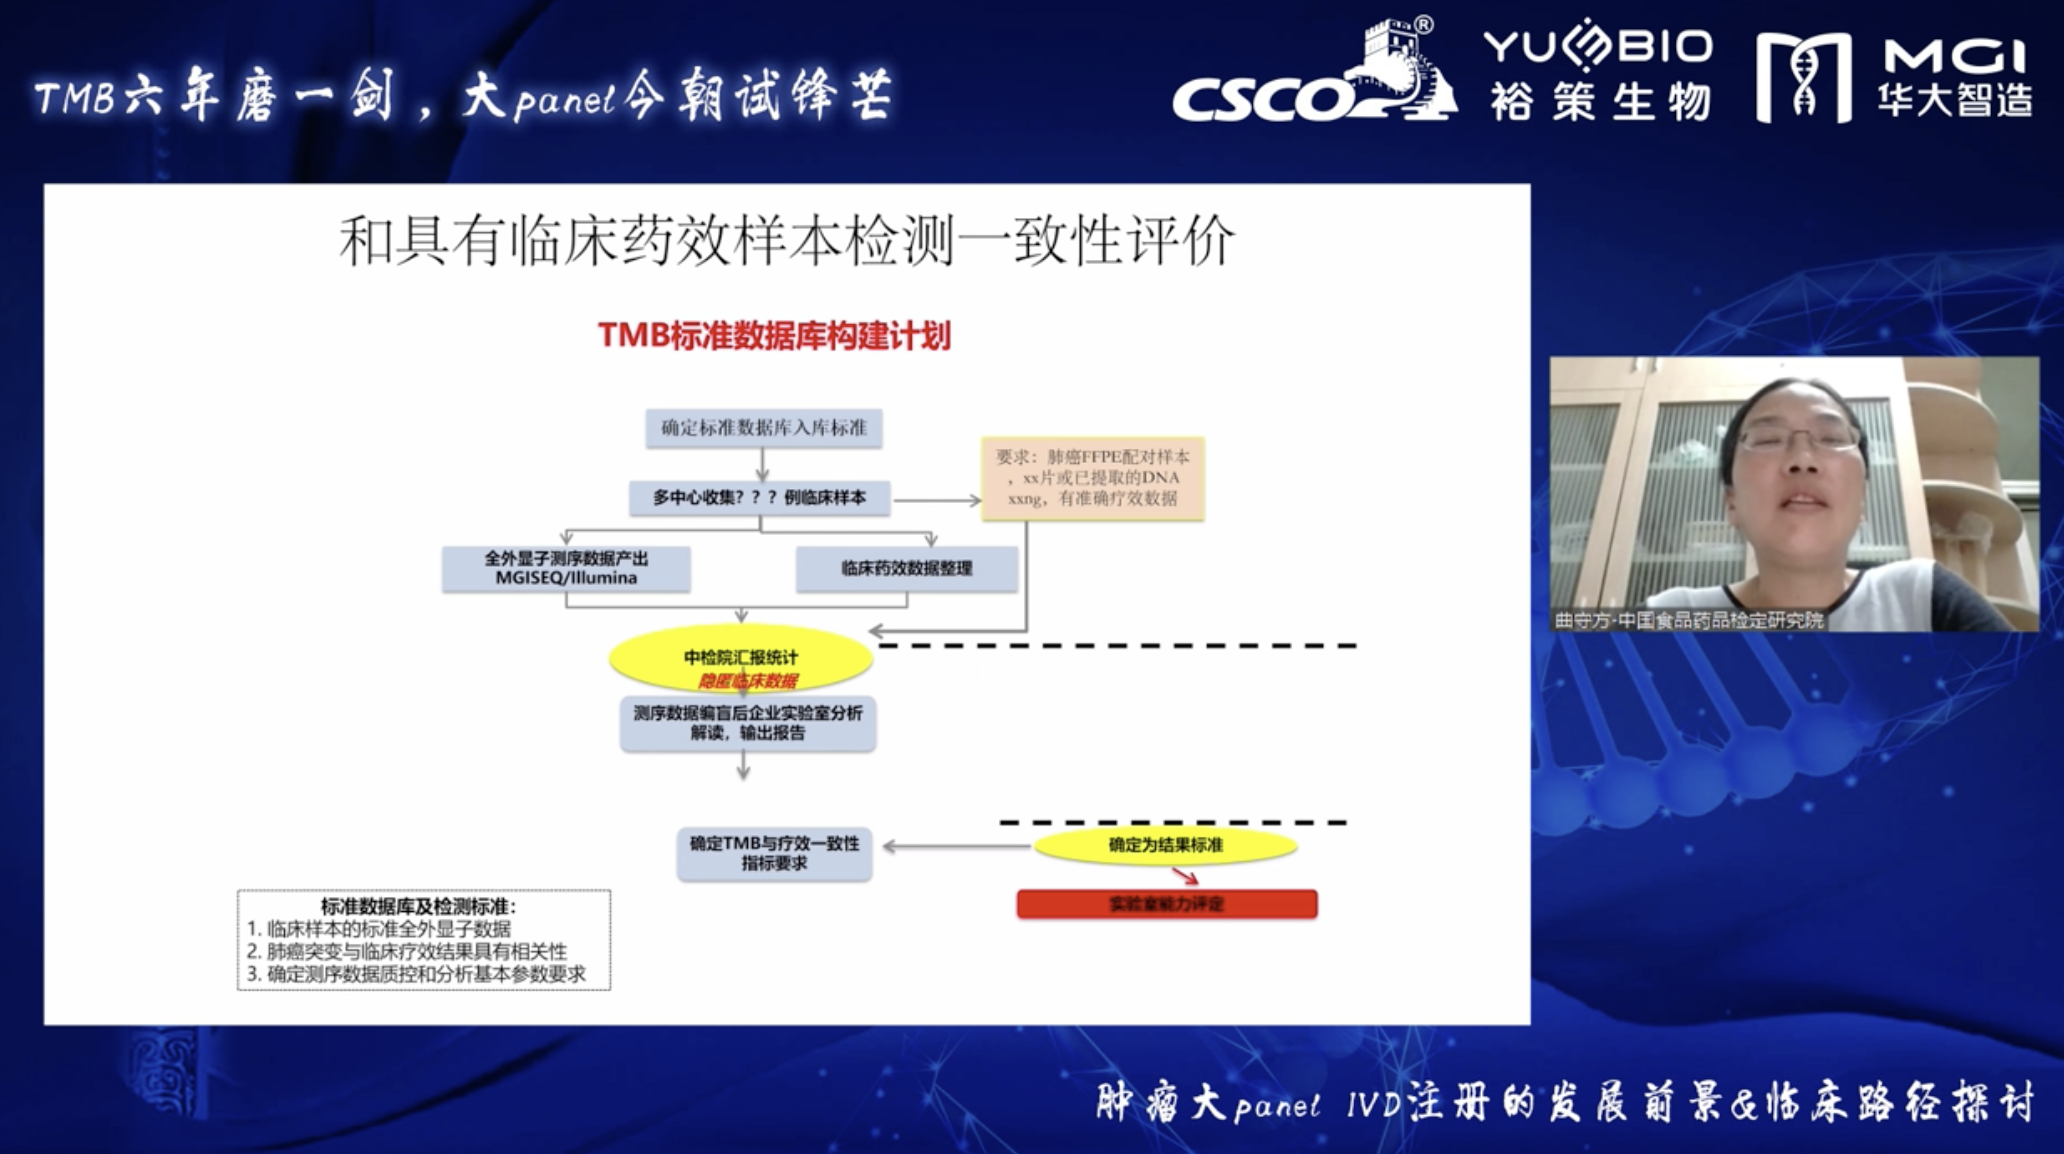 TMB六年磨一剑，大panel今朝试锋芒
CSCO®
YUCEBIO
裕策生物
MGI
华大智造
和具有临床药效样本检测一致性评价
TMB标准数据库构建计划
确定标准数据库入库标准
多中心收集？？？例临床样本
要求：肺癌FFPE配对样本
，xx片或已提取的DNA
xxng，有准确疗效数据
全外显子测序数据产出
MGISEQ/Illumina
临床药效数据整理
中检院汇报统计
隐匿临床数据
测序数据编盲后企业实验室分析
解读，输出报告
确定TMB与疗效一致性
指标要求
确定为结果标准
实验室能力评定
标准数据库及检测标准：
1. 临床样本的标准全外显子数据
2. 肺癌突变与临床疗效结果具有相关性
3. 确定测序数据质控和分析基本参数要求
曲守方-中国食品药品检定研究院
肿瘤大panel IVD注册的发展前景&临床路径探讨